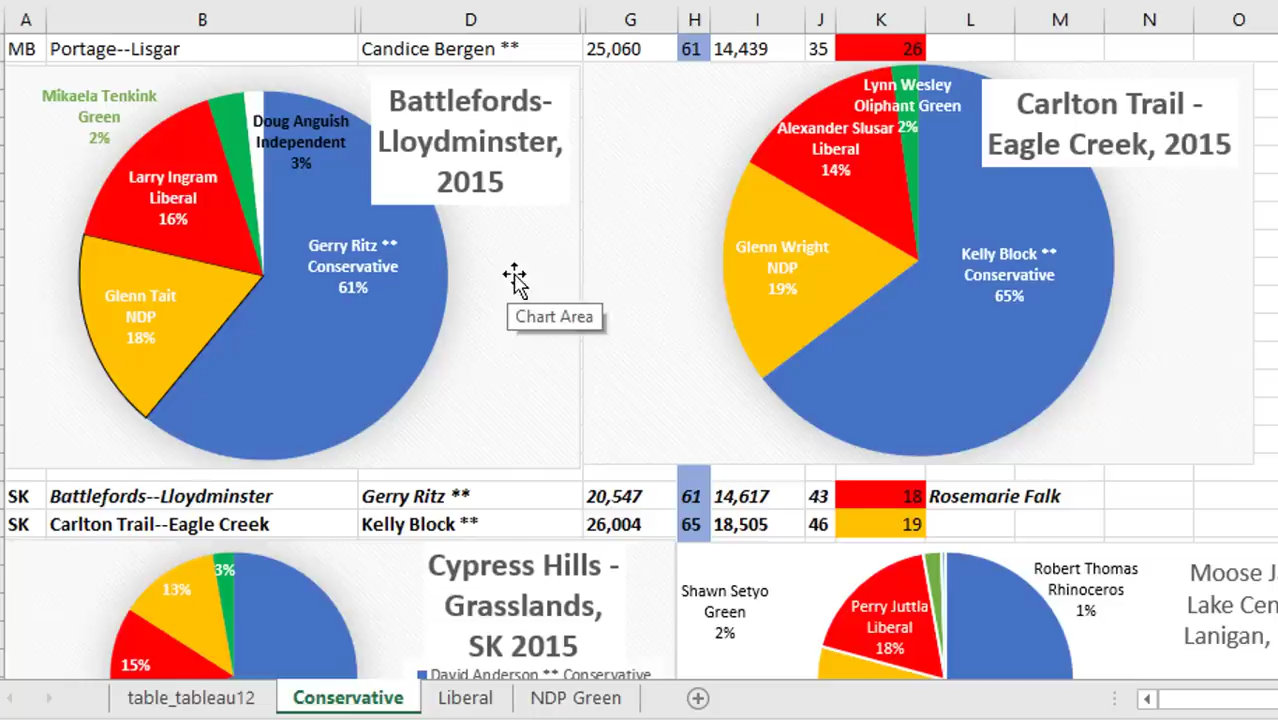 A B D G H I J K L M N O
MB Portage--Lisgar Candice Bergen ** 25,060 61 14,439 35 26
Mikaela Tenkink
Green
2%
Doug Anguish
Independent
3%
Larry Ingram
Liberal
16%
Gerry Ritz **
Conservative
61%
Glenn Tait
NDP
18%
Battlefords-
Lloydminster,
2015
Chart Area
Lynn Wesley
Oliphant Green
2%
Alexander Slusar
Liberal
14%
Glenn Wright
NDP
19%
Kelly Block **
Conservative
65%
Carlton Trail -
Eagle Creek, 2015
SK Battlefords--Lloydminster Gerry Ritz ** 20,547 61 14,617 43 18 Rosemarie Falk
SK Carlton Trail--Eagle Creek Kelly Block ** 26,004 65 18,505 46 19
3%
13%
15%
Cypress Hills -
Grasslands,
SK 2015
David Anderson ** Conservative
Shawn Setyo
Green
2%
Perry Juttla
Liberal
18%
Robert Thomas
Rhinoceros
1%
Moose J
Lake Cen
Lanigan,
table_tableau12 Conservative Liberal NDP Green